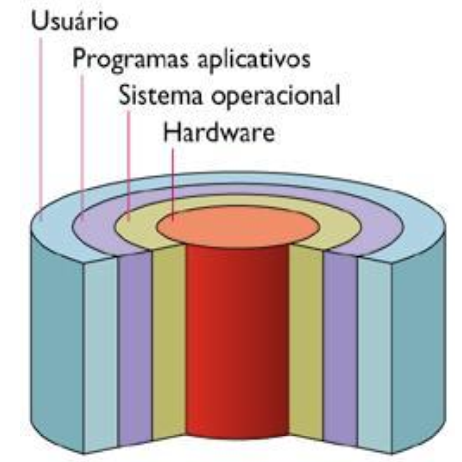 Usuário
Programas aplicativos
Sistema operacional
Hardware